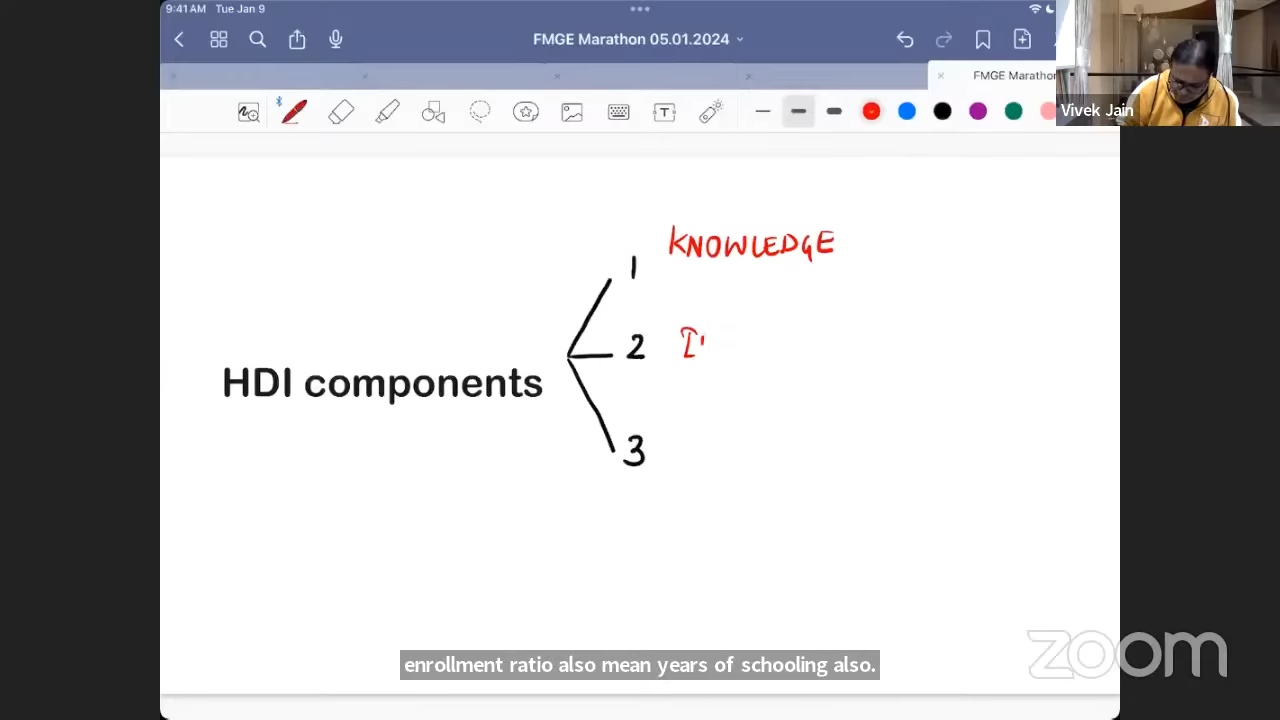 9:41 AM Tue Jan 9
FMGE Marathon 05.01.2024
FMGE Marathon
Vivek Jain
T
KNOWLEDGE
1
2
HDI components
3
enrollment ratio also mean years of schooling also.
zoom